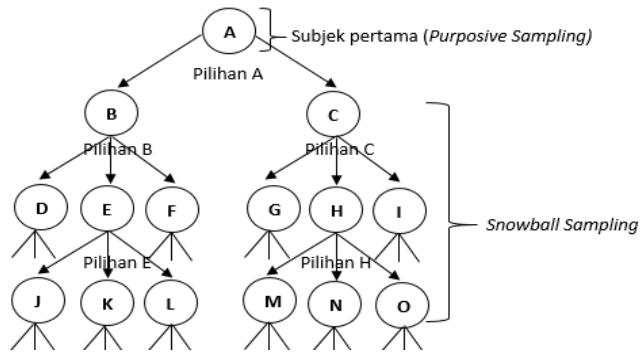 A
Subjek pertama (Purposive Sampling)
Pilihan A
B
C
Pilihan B
Pilihan C
D
E
F
G
H
I
Snowball Sampling
Pilihan E
Pilihan H
J
K
L
M
N
O